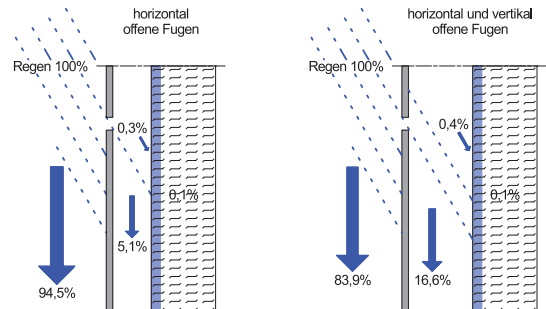 horizontal
offene Fugen
Regen 100%
0,3%
0,1%
5,1%
94,5%
horizontal und vertikal
offene Fugen
Regen 100%
0,4%
0,1%
83,9%
16,6%